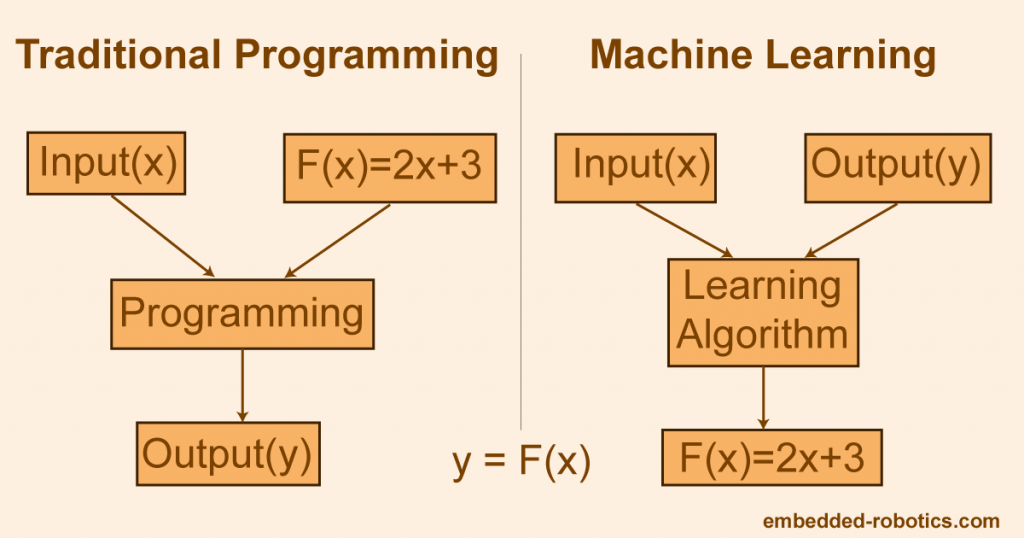 Traditional Programming
Input(x)
F(x)=2x+3
Programming
Output(y)
y = F(x)
Machine Learning
Input(x)
Output(y)
Learning
Algorithm
F(x)=2x+3
embedded-robotics.com